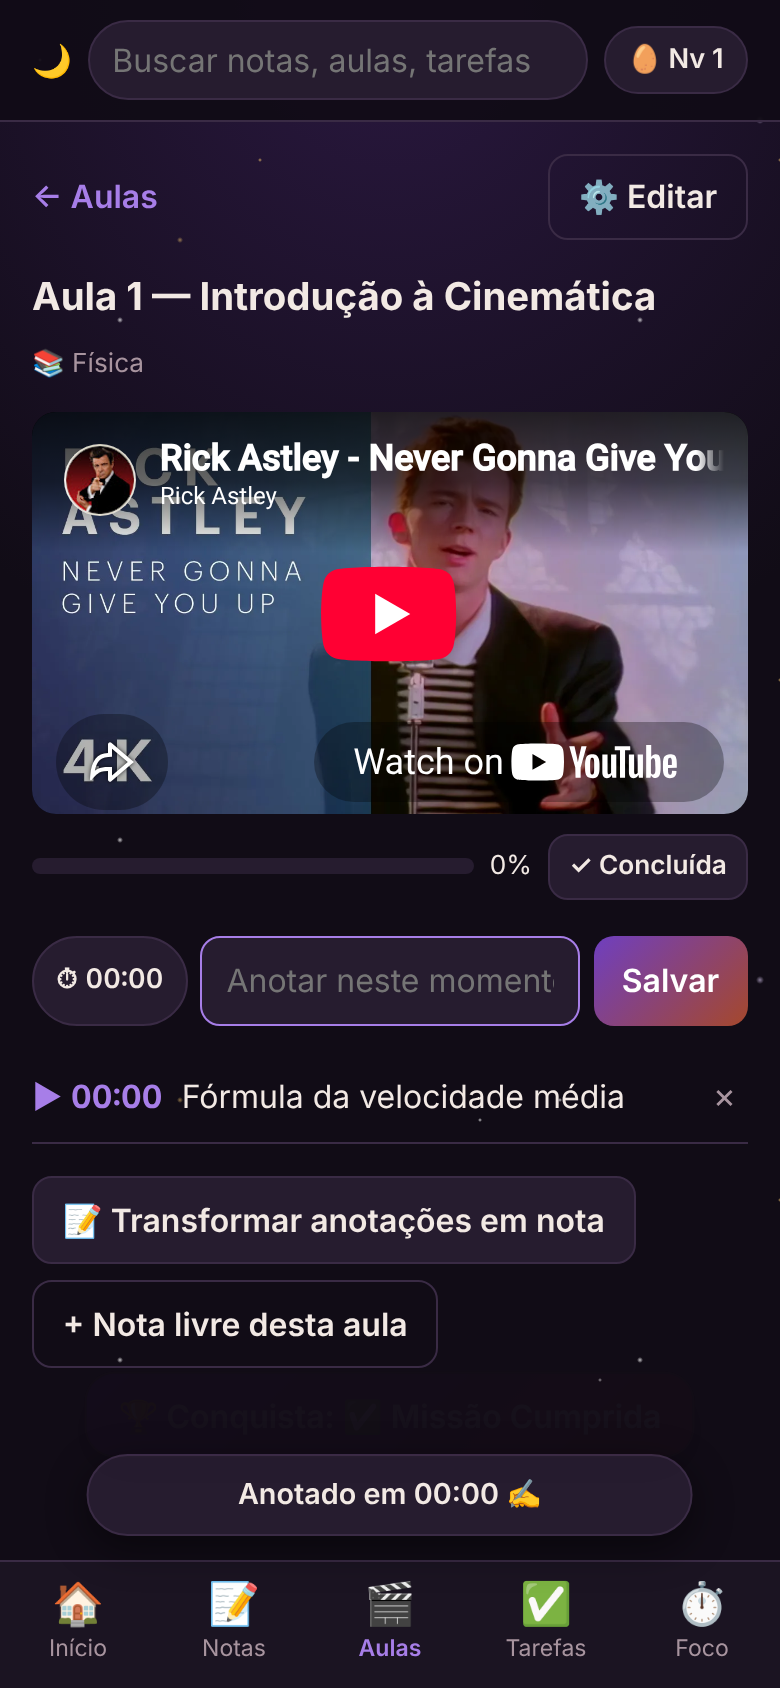 Buscar notas, aulas, tarefas
Nv 1
← Aulas
Editar
Aula 1 — Introdução à Cinemática
Física
Rick Astley - Never Gonna Give You
Rick Astley
ASTLEY
NEVER GONNA
GIVE YOU UP
4K
Watch on YouTube
0%
✓ Concluída
00:00
Anotar neste momento
Salvar
▶ 00:00 Fórmula da velocidade média ×
Transformar anotações em nota
+ Nota livre desta aula
Conquista: ✅ Missão Cumprida
Anotado em 00:00
Início
Notas
Aulas
Tarefas
Foco